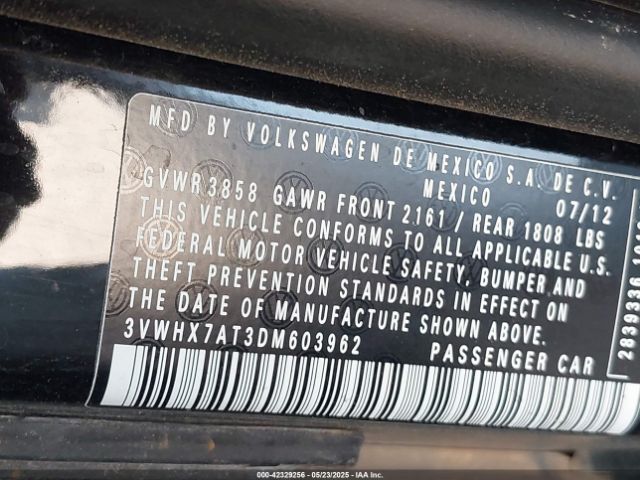 MFD BY VOLKSWAGEN DE MEXICO S.A. DE C.V.
MEXICO 07/12
GVWR 3858 GAWR FRONT 2161 / REAR 1808 LBS
THIS VEHICLE CONFORMS TO ALL APPLICABLE U.S.
FEDERAL MOTOR VEHICLE SAFETY, BUMPER AND
THEFT PREVENTION STANDARDS IN EFFECT ON
THE DATE OF MANUFACTURE SHOWN ABOVE.
3VWHX7AT3DM603962 PASSENGER CAR
2839336
000-42329256 - 05/23/2025 - IAA Inc.